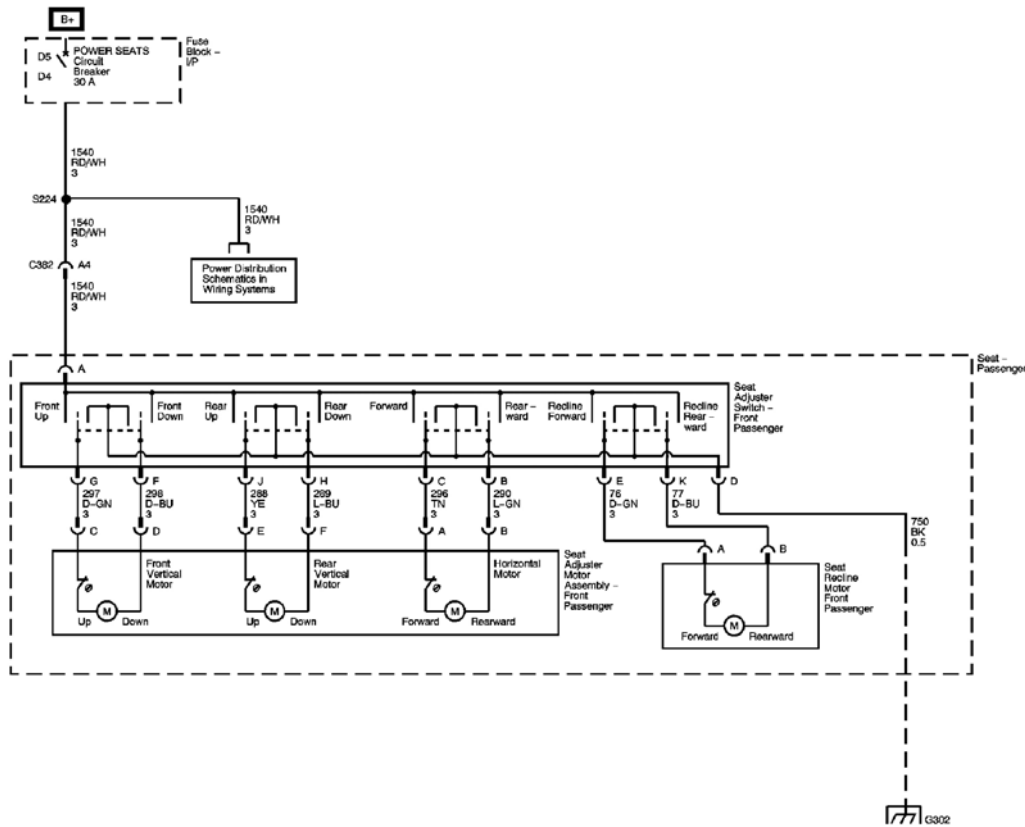 B+
D5
D4
POWER SEATS
Circuit
Breaker
30 A
Fuse
Block –
I/P
1540
RD/WH
3
S224
1540
RD/WH
3
1540
RD/WH
3
C382
A4
Power Distribution
Schematics in
Wiring Systems
1540
RD/WH
3
A
Seat –
Passenger
Front
Up
Front
Down
Rear
Up
Rear
Down
Forward
Rear –
ward
Recline
Forward
Recline
Rear –
ward
Seat
Adjuster
Switch –
Front
Passenger
G
F
J
H
C
B
E
K
D
297
D-GN
3
298
D-BU
3
288
YE
3
289
L-BU
3
296
TN
3
290
L-GN
3
76
D-GN
3
77
D-BU
3
750
BK
0.5
C
D
E
F
A
B
A
B
Front
Vertical
Motor
Rear
Vertical
Motor
Horizontal
Motor
Seat
Adjuster
Motor
Assembly –
Front
Passenger
Seat
Recline
Motor
Front
Passenger
Up
M
Down
Up
M
Down
Forward
M
Rearward
Forward
M
Rearward
G302